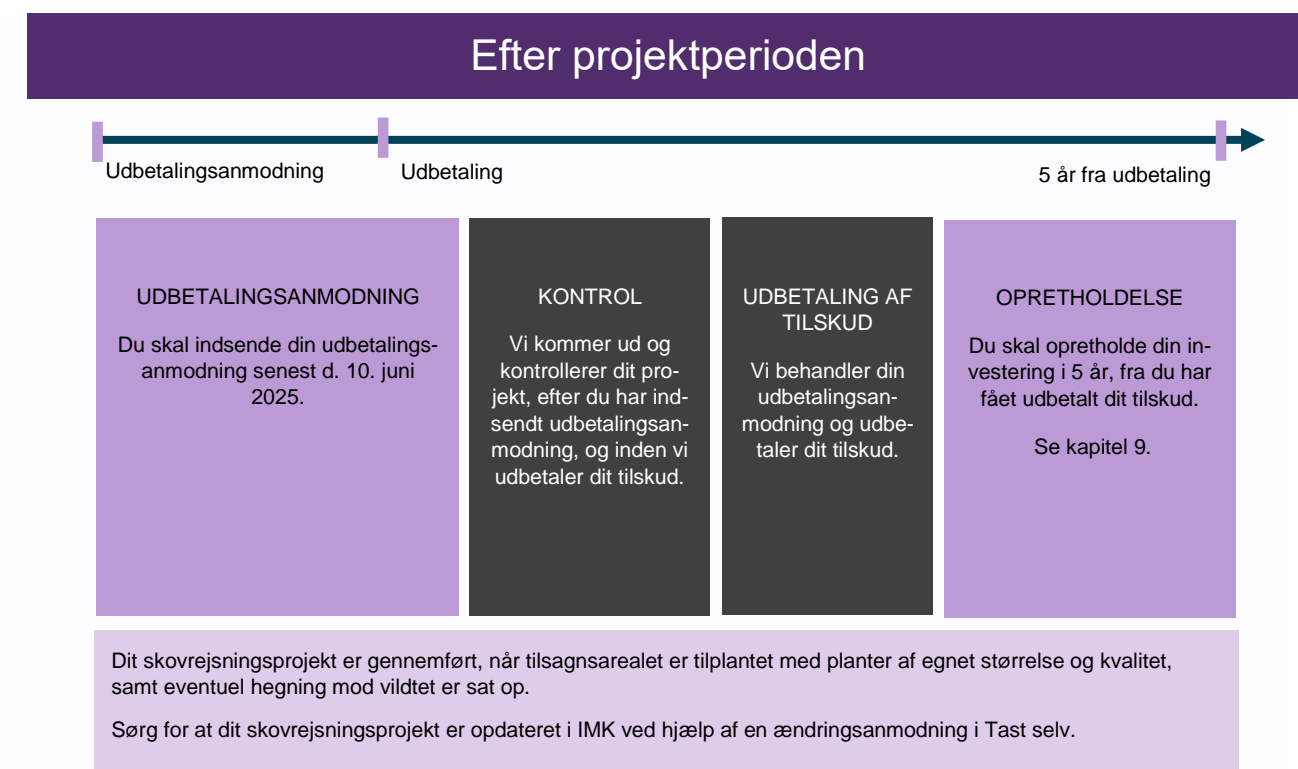 Efter projektperioden
Udbetalingsanmodning
Udbetaling
5 år fra udbetaling
UDBETALINGSANMODNING
Du skal indsende din udbetalings-
anmodning senest d. 10. juni
2025.
KONTROL
Vi kommer ud og
kontrollerer dit pro-
jekt, efter du har ind-
sendt udbetalingsan-
modning, og inden vi
udbetaler dit tilskud.
UDBETALING AF
TILSKUD
Vi behandler din
udbetalingsan-
modning og udbe-
taler dit tilskud.
OPRETHOLDELSE
Du skal opretholde din in-
vestering i 5 år, fra du har
fået udbetalt dit tilskud.
Se kapitel 9.
Dit skovrejsningsprojekt er gennemført, når tilsagnsarealet er tilplantet med planter af egnet størrelse og kvalitet,
samt eventuel hegning mod vildtet er sat op.
Sørg for at dit skovrejsningsprojekt er opdateret i IMK ved hjælp af en ændringsanmodning i Tast selv.